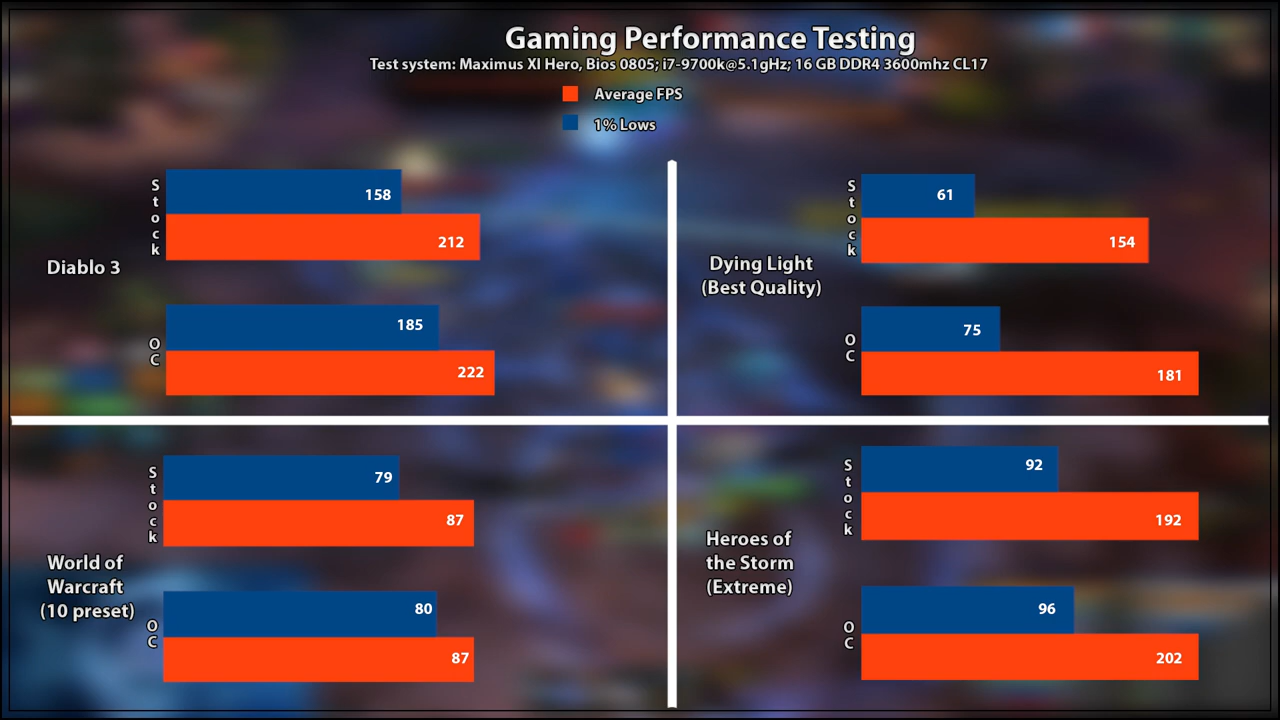 Gaming Performance Testing
Test system: Maximus XI Hero, Bios 0805; i7-9700k@5.1gHz; 16 GB DDR4 3600mhz CL17
Average FPS
1% Lows
Diablo 3
Stock
158
212
OC
185
222
Dying Light
(Best Quality)
Stock
61
154
OC
75
181
World of
Warcraft
(10 preset)
Stock
79
87
OC
80
87
Heroes of
the Storm
(Extreme)
Stock
92
192
OC
96
202